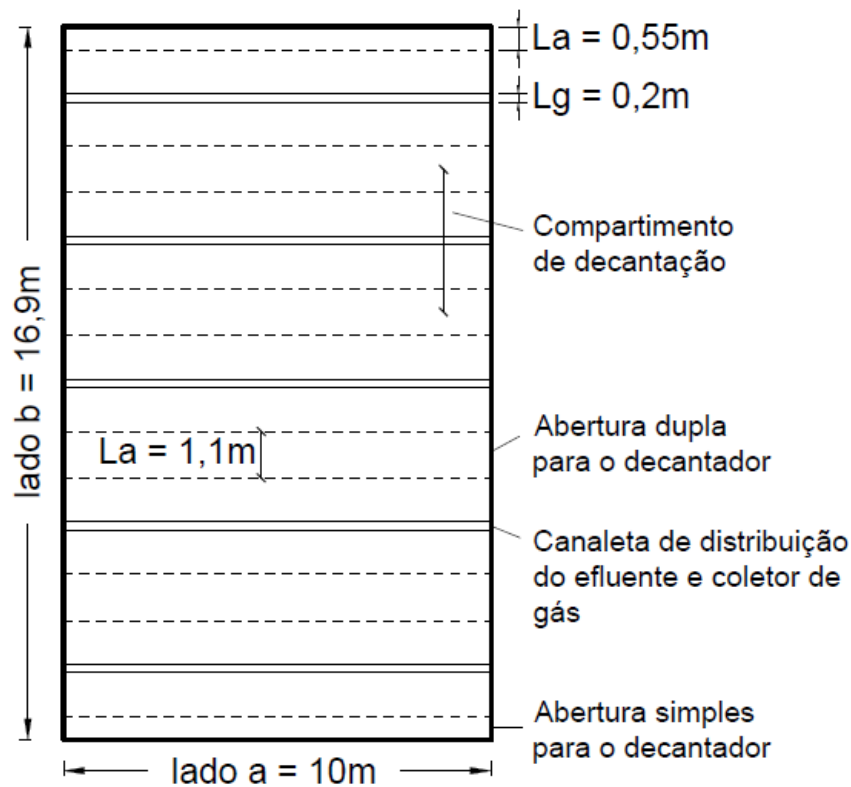 La = 0,55m
Lg = 0,2m
Compartimento
de decantação
lado b = 16,9m
La = 1,1m
Abertura dupla
para o decantador
Canaleta de distribuição
do efluente e coletor de
gás
Abertura simples
para o decantador
lado a = 10m